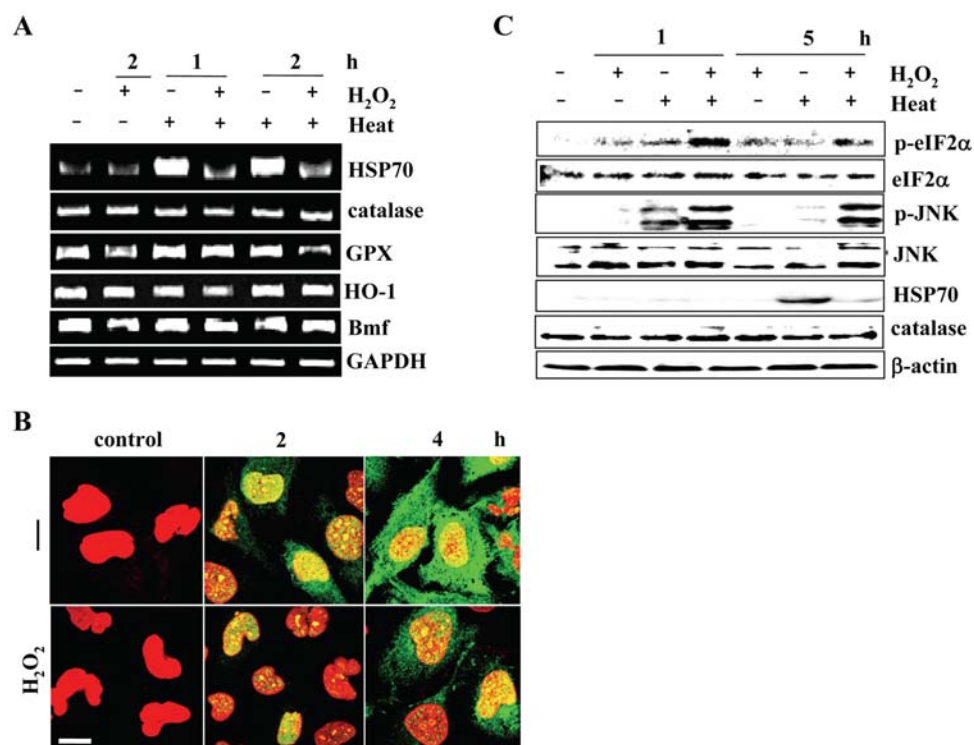 A
2 1 2 h
– + – + – + H₂O₂
– – + + + + Heat
HSP70
catalase
GPX
HO-1
Bmf
GAPDH
B
control 2 4 h
—
H₂O₂
C
1 5 h
– + – + + – + H₂O₂
– – + + – + + Heat
p-eIF2α
eIF2α
p-JNK
JNK
HSP70
catalase
β-actin